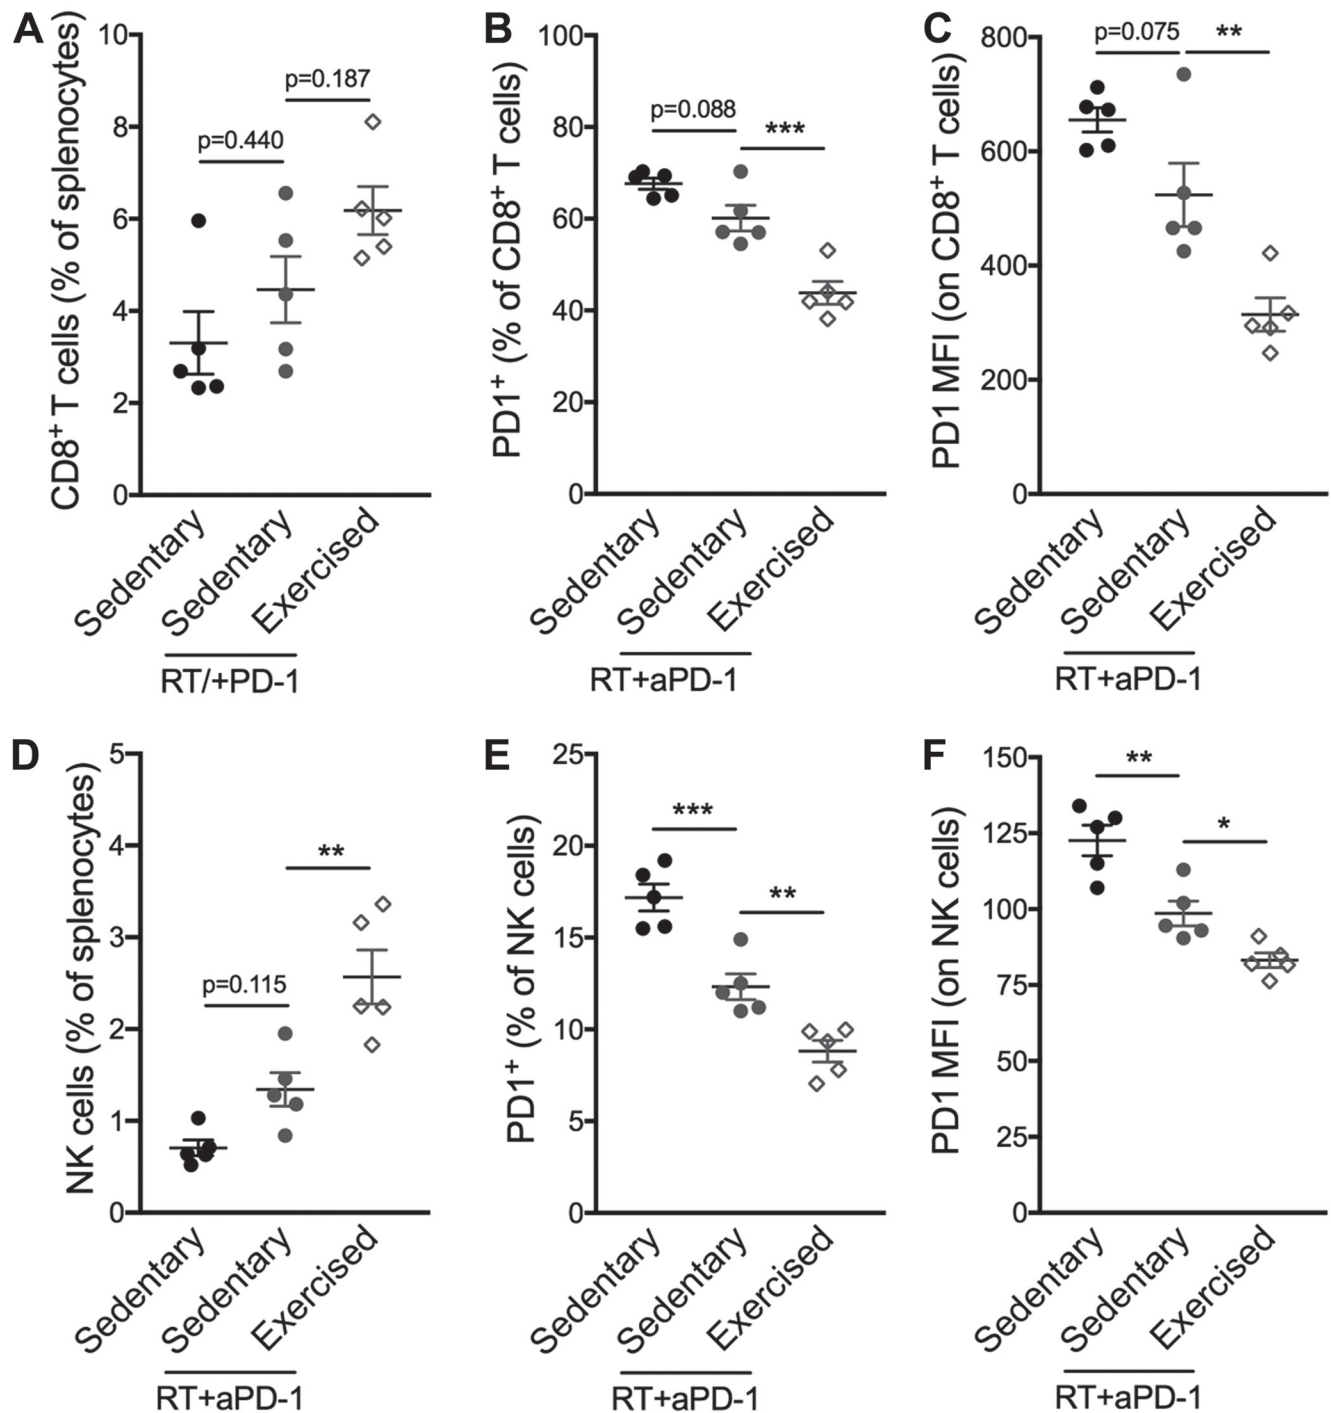 A
CD8+ T cells (% of splenocytes)
10
8
6
4
2
0
p=0.440
p=0.187
Sedentary
Sedentary
Exercised
RT/+PD-1
B
PD1+ (% of CD8+ T cells)
100
80
60
40
20
0
p=0.088
***
Sedentary
Sedentary
Exercised
RT+aPD-1
C
PD1 MFI (on CD8+ T cells)
800
600
400
200
0
p=0.075
**
Sedentary
Sedentary
Exercised
RT+aPD-1
D
NK cells (% of splenocytes)
5
4
3
2
1
0
p=0.115
**
Sedentary
Sedentary
Exercised
RT+aPD-1
E
PD1+ (% of NK cells)
25
20
15
10
5
0
***
**
Sedentary
Sedentary
Exercised
RT+aPD-1
F
PD1 MFI (on NK cells)
150
125
100
75
50
25
0
**
*
Sedentary
Sedentary
Exercised
RT+aPD-1